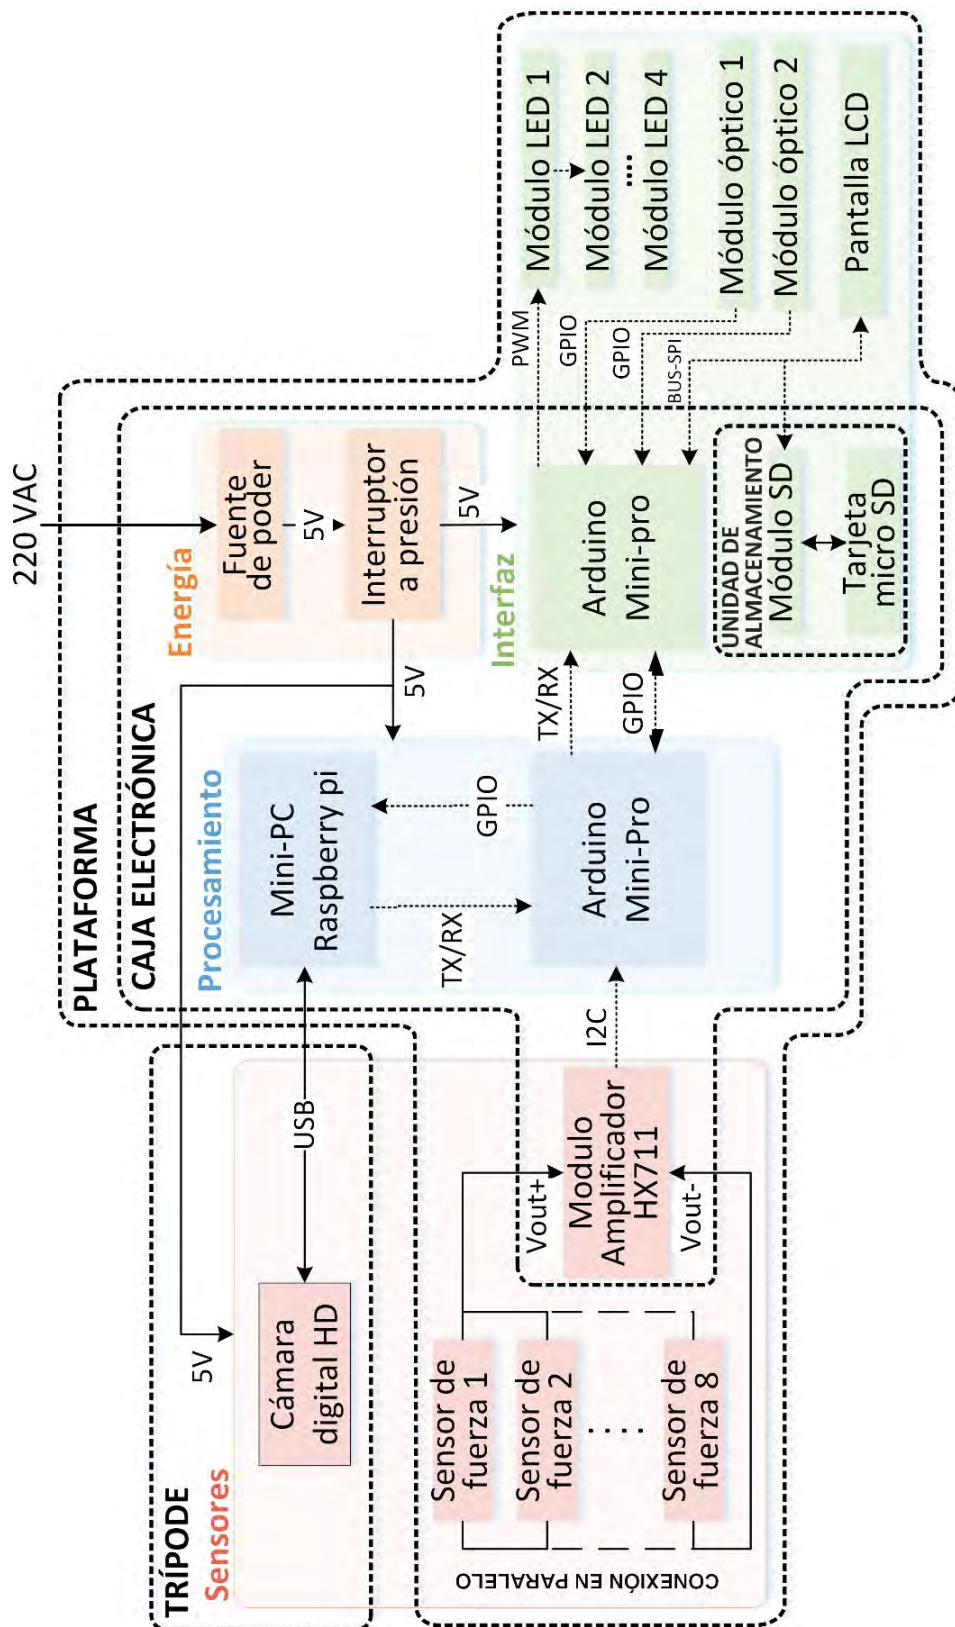 TRÍPODE
Sensores
5V
Cámara
digital HD
USB
Sensor de
fuerza 1
Sensor de
fuerza 2
. . . . .
Sensor de
fuerza 8
CONEXIÓN EN PARALELO
Vout+
Modulo
Amplificador
HX711
Vout-
I2C
PLATAFORMA
CAJA ELECTRÓNICA
Procesamiento
Mini-PC
Raspberry pi
TX/RX
GPIO
Arduino
Mini-Pro
220 VAC
Energía
Fuente
de poder
5V
Interruptor
a presión
5V
5V
Interfaz
TX/RX
GPIO
Arduino
Mini-pro
UNIDAD DE
ALMÁCENAMIENTO
Módulo SD
Tarjeta
micro SD
PWM
GPIO
GPIO
BUS-SPI
Módulo LED 1
Módulo LED 2
....
Módulo LED 4
Módulo óptico 1
Módulo óptico 2
Pantalla LCD